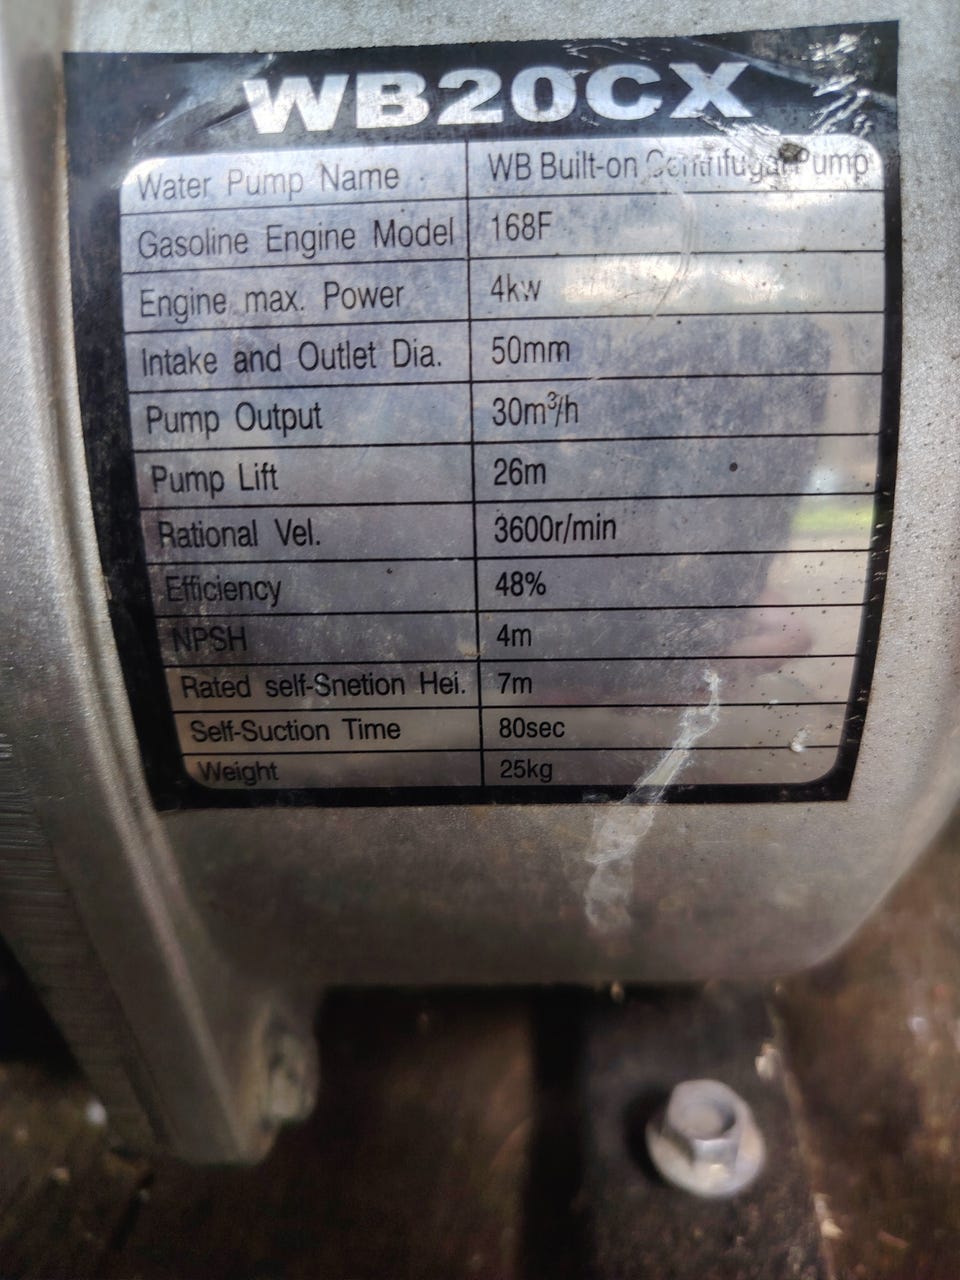 WB20CX
Water Pump Name WB Built-on Centrifugal Pump
Gasoline Engine Model 168F
Engine max. Power 4kw
Intake and Outlet Dia. 50mm
Pump Output 30m³/h
Pump Lift 26m
Rational Vel. 3600r/min
Efficiency 48%
NPSH 4m
Rated self-Snetion Hei. 7m
Self-Suction Time 80sec
Weight 25kg